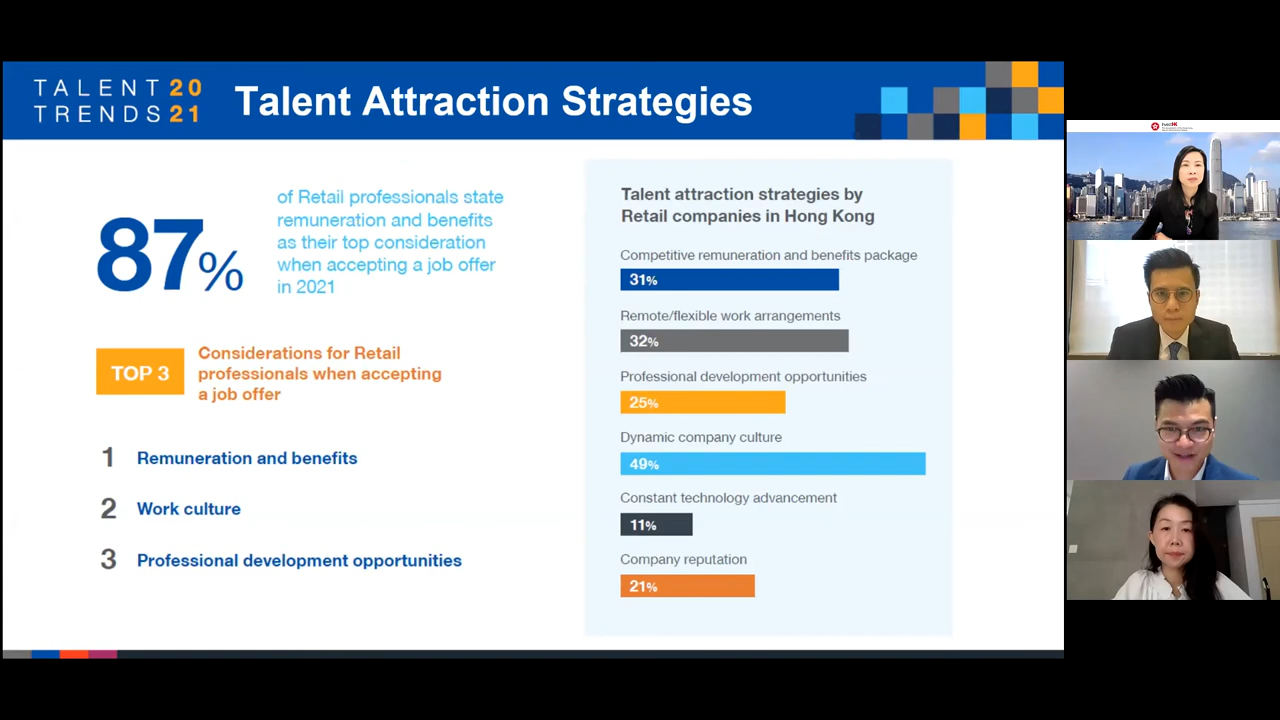 TALENT 20
TRENDS 21
Talent Attraction Strategies
87%
of Retail professionals state
remuneration and benefits
as their top consideration
when accepting a job offer
in 2021
TOP 3
Considerations for Retail
professionals when accepting
a job offer
1 Remuneration and benefits
2 Work culture
3 Professional development opportunities
Talent attraction strategies by
Retail companies in Hong Kong
Competitive remuneration and benefits package
31%
Remote/flexible work arrangements
32%
Professional development opportunities
25%
Dynamic company culture
49%
Constant technology advancement
11%
Company reputation
21%